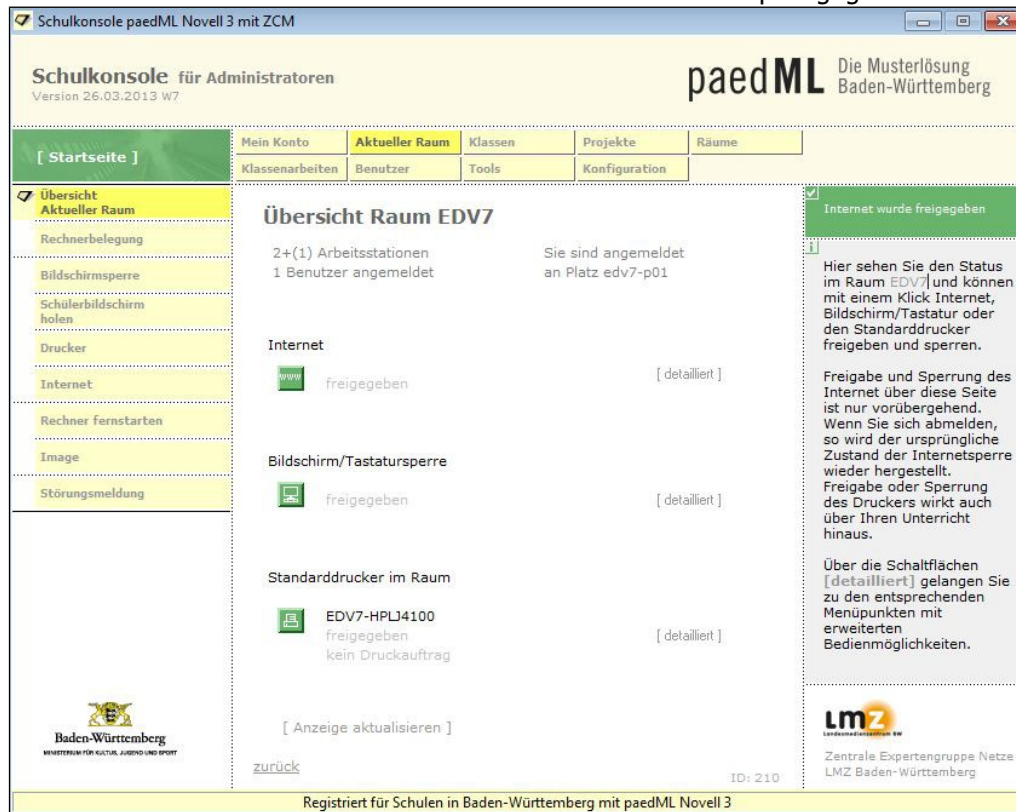 Schulkonsole paedML Novell 3 mit ZCM
Schulkonsole für Administratoren
Version 26.03.2013 W7
paedML Die Musterlösung
Baden-Württemberg
[ Startseite ]
Mein Konto
Aktueller Raum
Klassen
Projekte
Räume
Klassenarbeiten
Benutzer
Tools
Konfiguration
Übersicht
Aktueller Raum
Rechnerbelegung
Bildschirmsperre
Schülerbildschirm
holen
Drucker
Internet
Rechner fernstarten
Image
Störungsmeldung
Baden-Württemberg
MINISTERIUM FÜR KULTUS, JUGEND UND SPORT
Übersicht Raum EDV7
2+(1) Arbeitsstationen
1 Benutzer angemeldet
Sie sind angemeldet
an Platz edv7-p01
Internet
www
freigegeben
[ detailliert ]
Bildschirm/Tastatursperre
freigegeben
[ detailliert ]
Standarddrucker im Raum
EDV7-HPLJ4100
freigegeben
kein Druckauftrag
[ detailliert ]
[ Anzeige aktualisieren ]
zurück
ID: 210
Internet wurde freigegeben
i
Hier sehen Sie den Status
im Raum EDV7 und können
mit einem Klick Internet,
Bildschirm/Tastatur oder
den Standarddrucker
freigeben und sperren.
Freigabe und Sperrung des
Internet über diese Seite
ist nur vorübergehend.
Wenn Sie sich abmelden,
so wird der ursprüngliche
Zustand der Internetsperre
wieder hergestellt.
Freigabe oder Sperrung
des Druckers wirkt auch
über Ihren Unterricht
hinaus.
Über die Schaltflächen
[detailliert] gelangen Sie
zu den entsprechenden
Menüpunkten mit
erweiterten
Bedienmöglichkeiten.
LMZ
Landesmedienzentrum BW
Zentrale Expertengruppe Netze
LMZ Baden-Württemberg
Registriert für Schulen in Baden-Württemberg mit paedML Novell 3